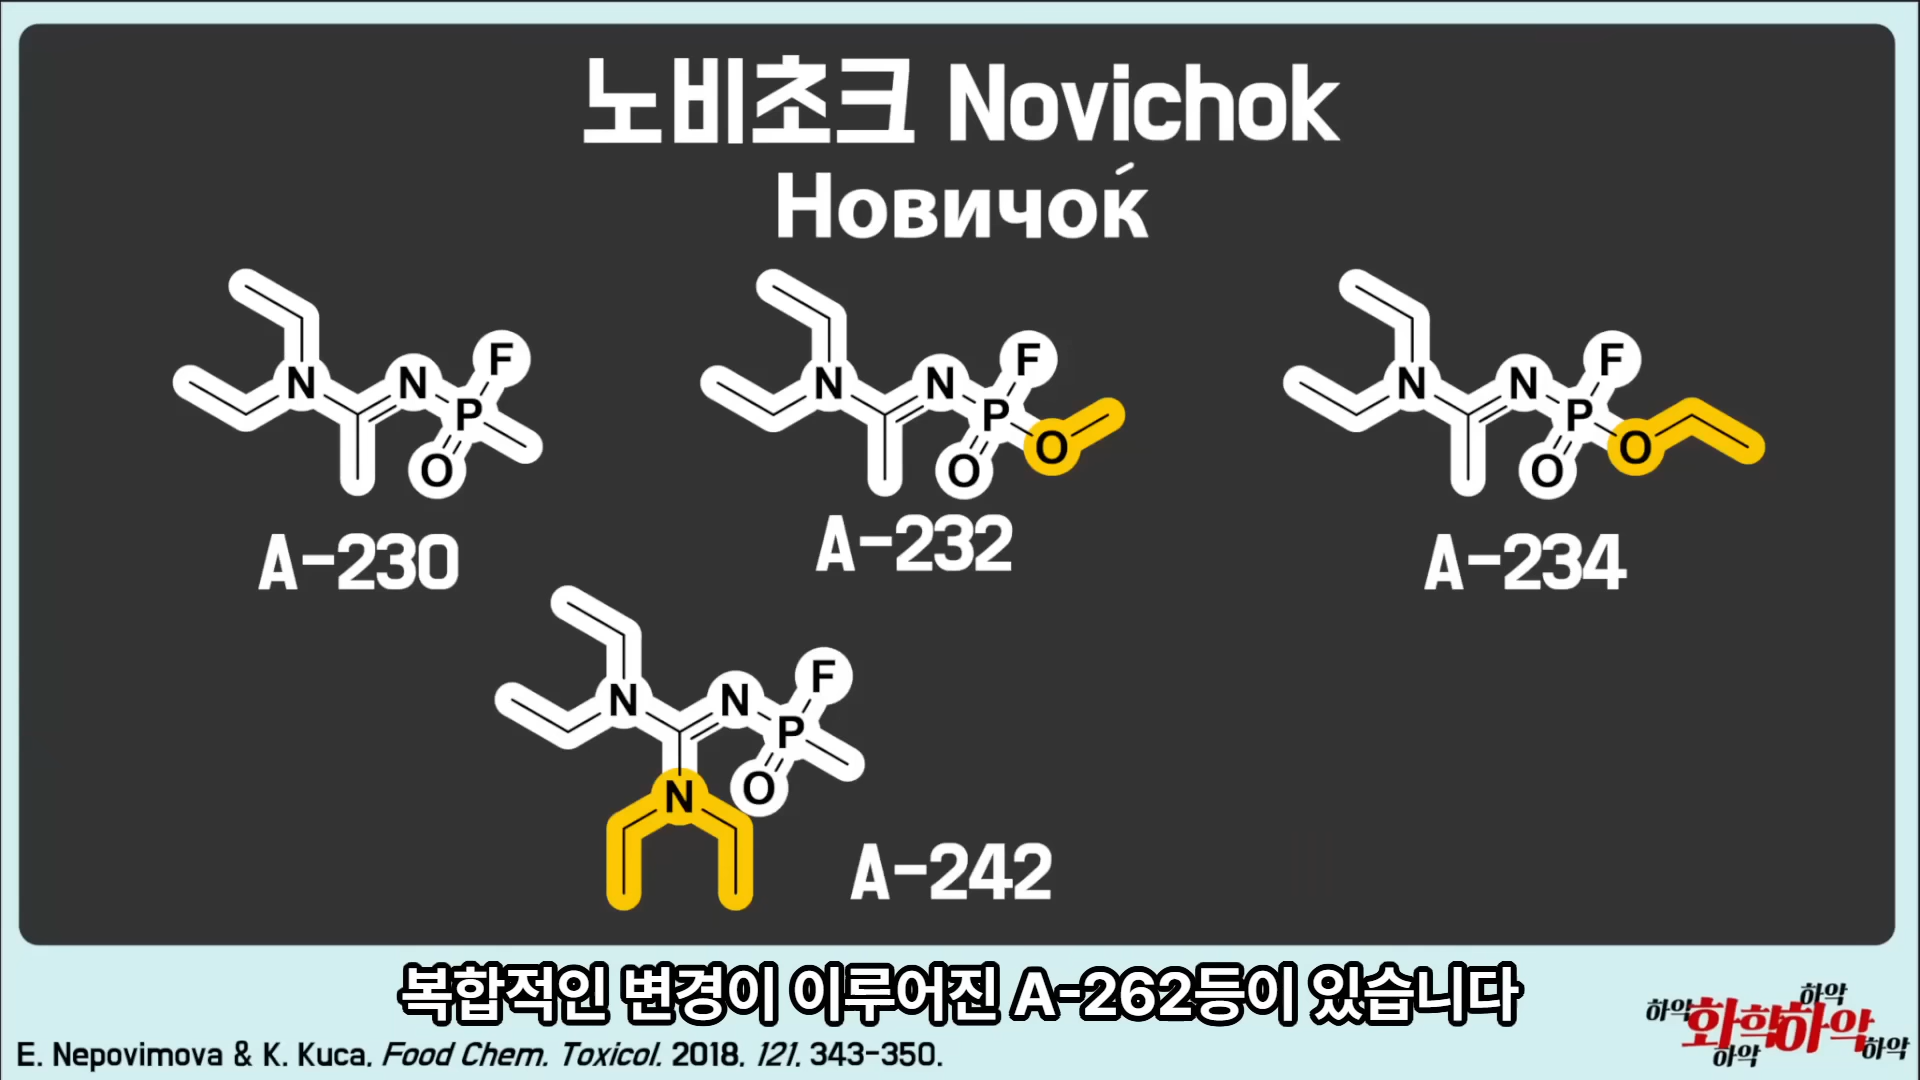 노비초크 Novichok
Новичо́к
N N P F O
A-230
N N P F O O
A-232
N N P F O O
A-234
N N P F O N
A-242
복합적인 변경이 이루어진 A-262등이 있습니다
하악 화학하악 하악 하악 하악
E. Nepovimova & K. Kuca, Food Chem. Toxicol. 2018, 121, 343-350.